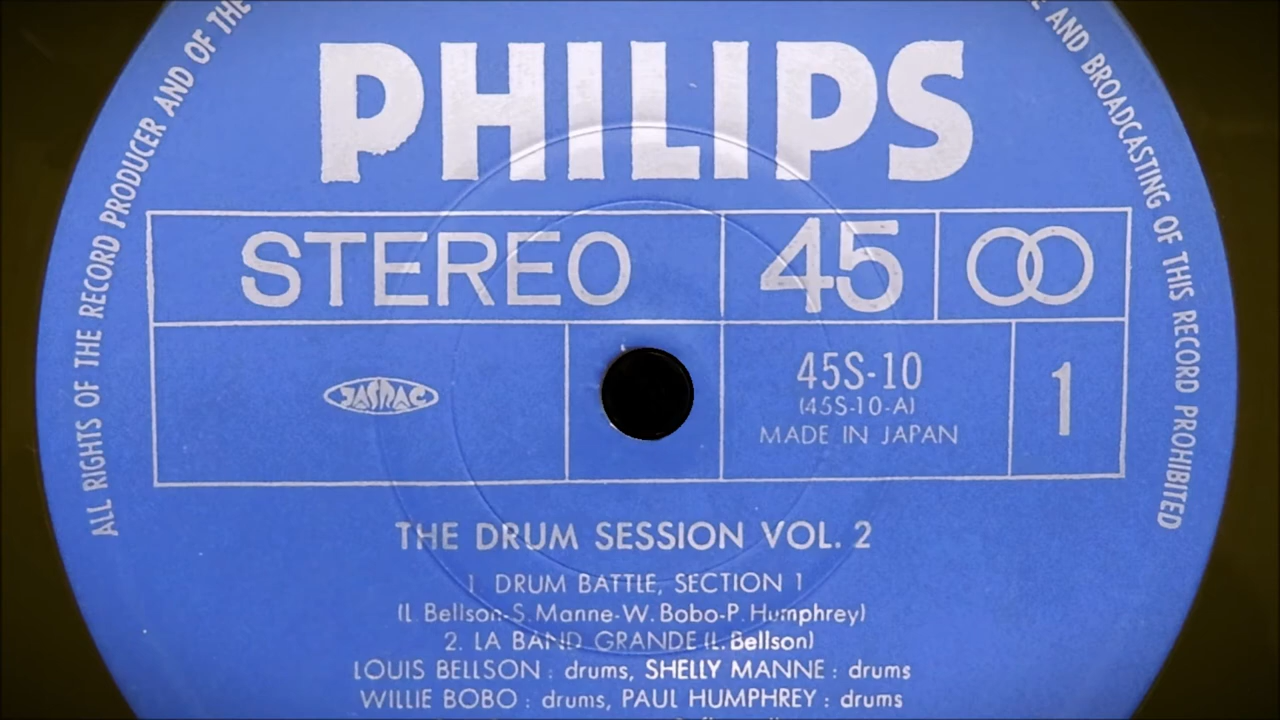 PHILIPS
STEREO 45
JASRAC
45S-10
(45S-10-A)
MADE IN JAPAN
1
THE DRUM SESSION VOL. 2
1. DRUM BATTLE, SECTION 1
(L. Bellson-S. Manne-W. Bobo-P. Humphrey)
2. LA BAND GRANDE (L. Bellson)
LOUIS BELLSON : drums, SHELLY MANNE : drums
WILLIE BOBO : drums, PAUL HUMPHREY : drums
ALL RIGHTS OF THE RECORD PRODUCER AND OF THE
AND BROADCASTING OF THIS RECORD PROHIBITED